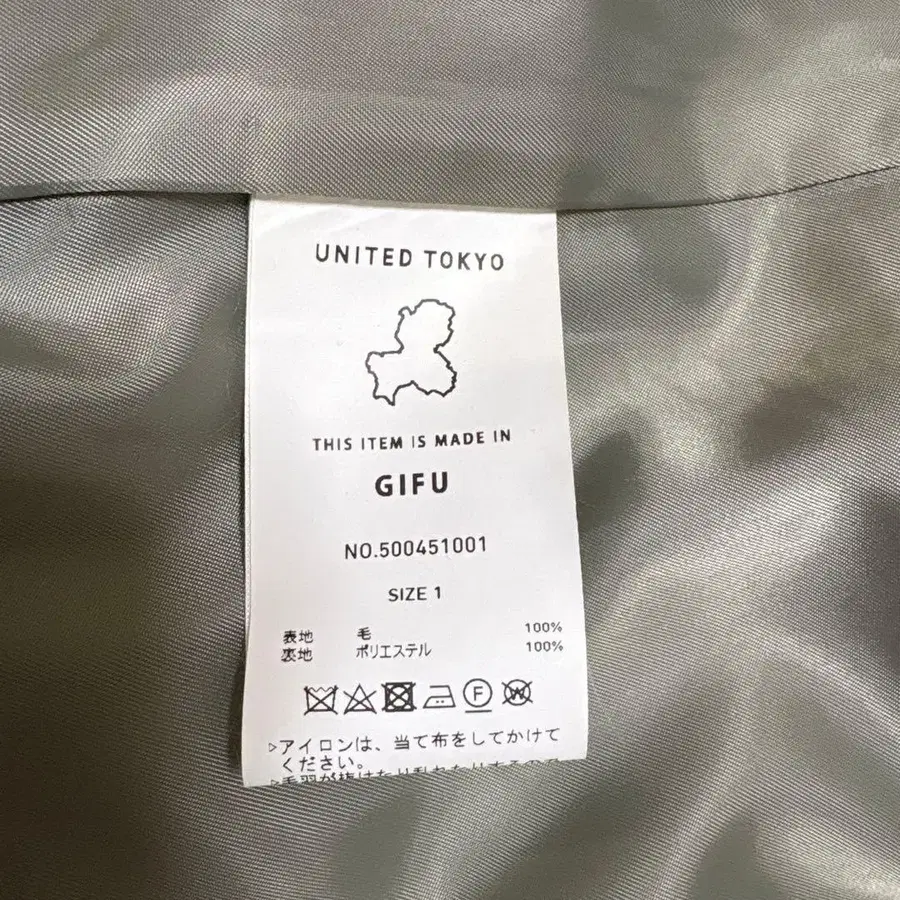 UNITED TOKYO
THIS ITEM IS MADE IN
GIFU
NO.500451001
SIZE 1
表地 毛 100%
裏地 ポリエステル 100%
F W
▷アイロンは、当て布をしてかけて
ください。